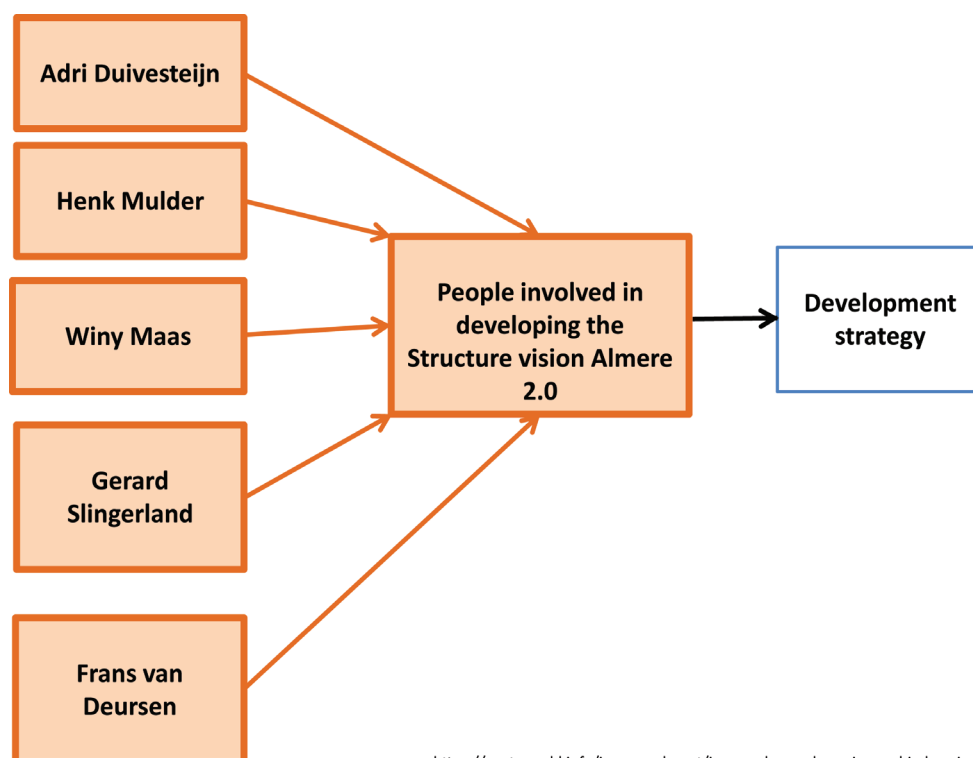 Adri Duivesteijn
Henk Mulder
Winy Maas
Gerard
Slingerland
Frans van
Deursen
People involved in
developing the
Structure vision Almere
2.0
Development
strategy